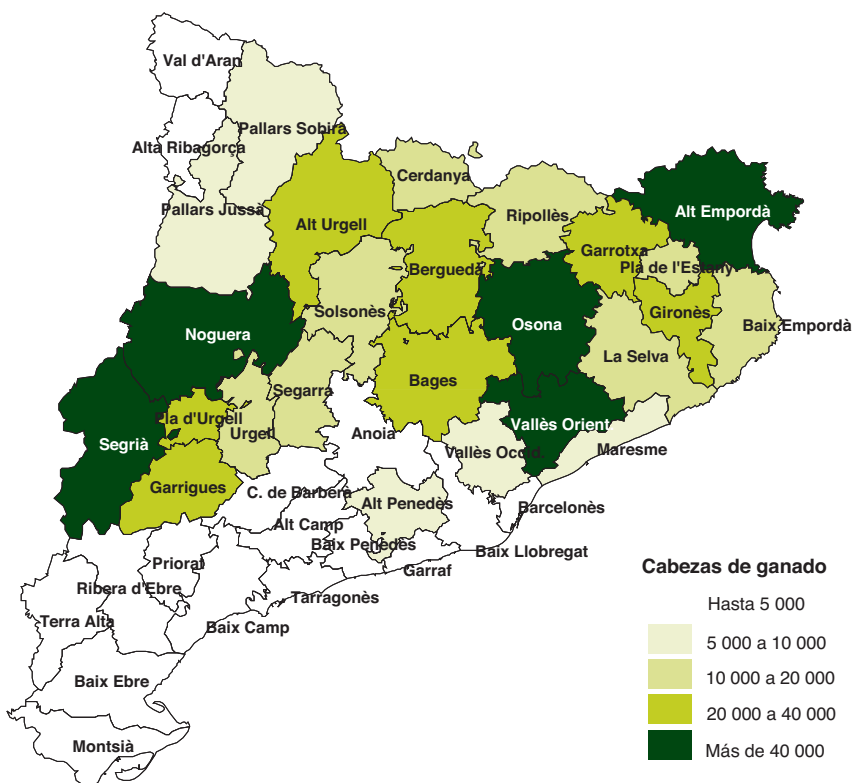 Val d'Aran
Pallars Sobirà
Alta Ribagorça
Cerdanya
Pallars Jussà
Ripollès
Alt Empordà
Alt Urgell
Garrotxa
Pla de l'Estany
Berguedà
Solsonès
Gironès
Osona
Baix Empordà
Noguera
La Selva
Bages
Segarra
Pla d'Urgell
Urgell
Anoia
Vallès Orient.
Segrià
Vallès Occid.
Maresme
Garrigues
C. de Barberà
Alt Penedès
Barcelonès
Alt Camp
Baix Penedès
Baix Llobregat
Priorat
Garraf
Ribera d'Ebre
Tarragonès
Terra Alta
Baix Camp
Baix Ebre
Montsià
Cabezas de ganado
Hasta 5 000
5 000 a 10 000
10 000 a 20 000
20 000 a 40 000
Más de 40 000